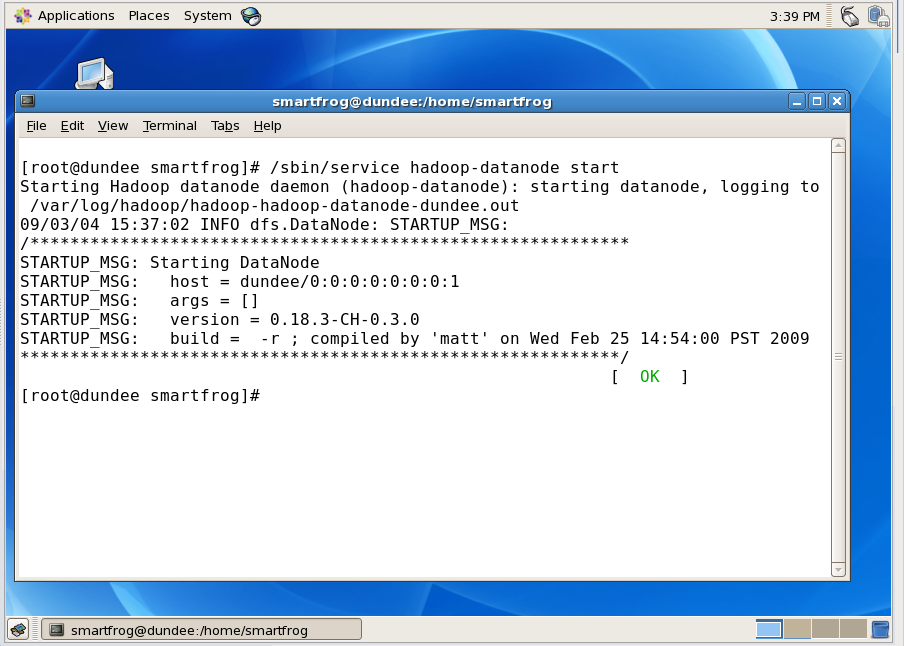 Applications Places System 3:39 PM
smartfrog@dundee:/home/smartfrog
File Edit View Terminal Tabs Help
[root@dundee smartfrog]# /sbin/service hadoop-datanode start
Starting Hadoop datanode daemon (hadoop-datanode): starting datanode, logging to
 /var/log/hadoop/hadoop-hadoop-datanode-dundee.out
09/03/04 15:37:02 INFO dfs.DataNode: STARTUP_MSG:
/************************************************************
STARTUP_MSG: Starting DataNode
STARTUP_MSG:   host = dundee/0:0:0:0:0:0:0:1
STARTUP_MSG:   args = []
STARTUP_MSG:   version = 0.18.3-CH-0.3.0
STARTUP_MSG:   build =  -r ; compiled by 'matt' on Wed Feb 25 14:54:00 PST 2009
************************************************************/
[  OK  ]
[root@dundee smartfrog]#
smartfrog@dundee:/home/smartfrog